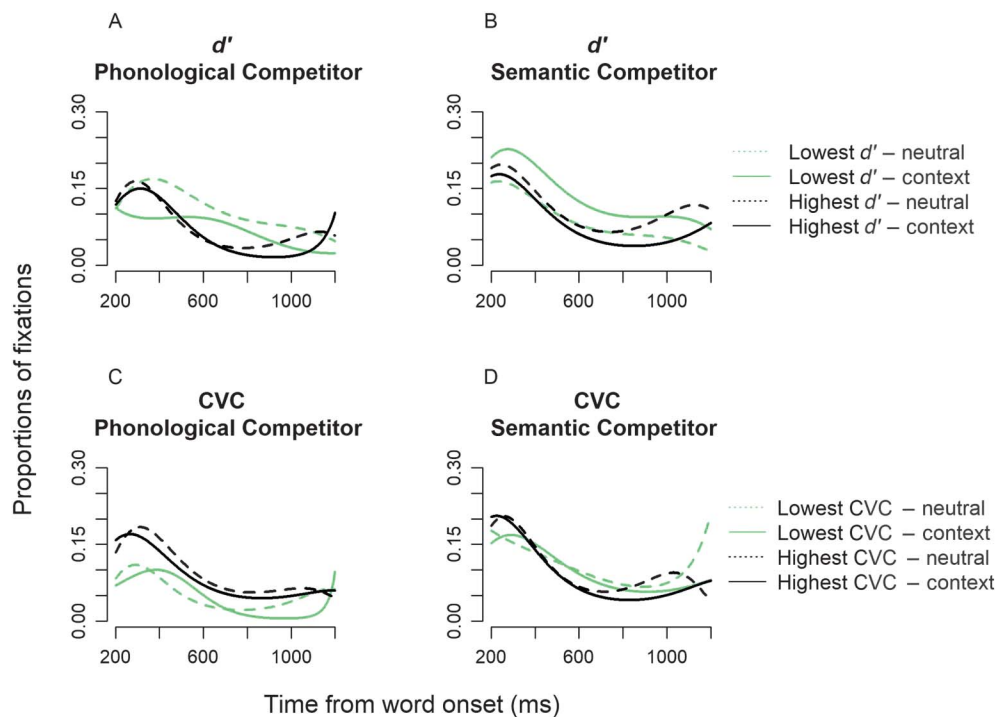 A
d'
Phonological Competitor
B
d'
Semantic Competitor
0.00 0.15 0.30
200 600 1000
0.00 0.15 0.30
200 600 1000
Lowest d' – neutral
Lowest d' – context
Highest d' – neutral
Highest d' – context
Proportions of fixations
C
CVC
Phonological Competitor
D
CVC
Semantic Competitor
0.00 0.15 0.30
200 600 1000
0.00 0.15 0.30
200 600 1000
Lowest CVC – neutral
Lowest CVC – context
Highest CVC – neutral
Highest CVC – context
Time from word onset (ms)